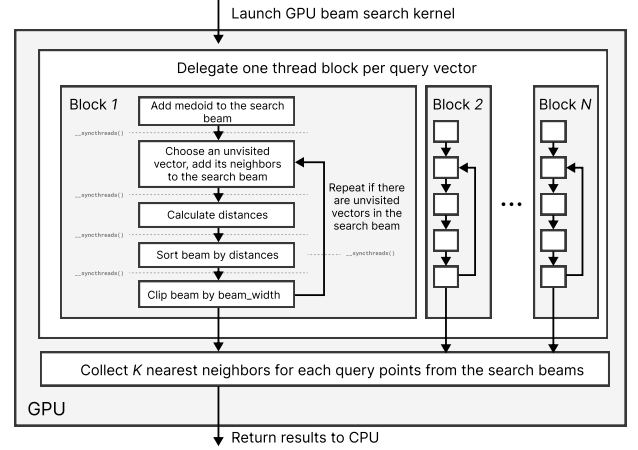 Launch GPU beam search kernel
Delegate one thread block per query vector
Block 1
Add medoid to the search
beam
__syncthreads()
Choose an unvisited
vector, add its neighbors
to the search beam
__syncthreads()
Calculate distances
__syncthreads()
Sort beam by distances
__syncthreads()
Clip beam by beam_width
Repeat if there
are unvisited
vectors in the
search beam
__syncthreads()
Block 2
...
Block N
Collect K nearest neighbors for each query points from the search beams
GPU
Return results to CPU